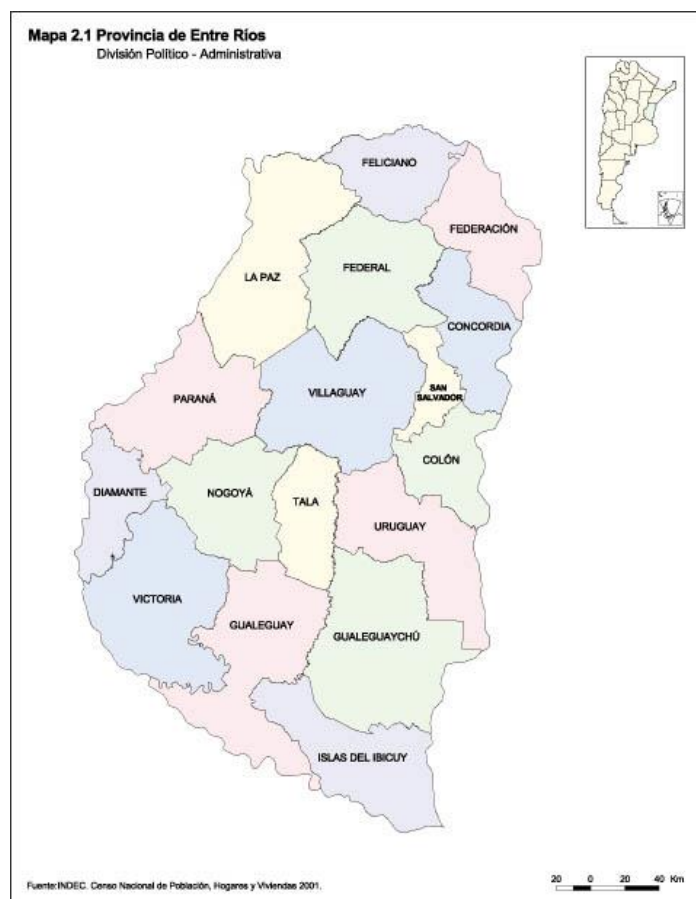 Mapa 2.1 Provincia de Entre Ríos
División Político - Administrativa
FELICIANO
FEDERACIÓN
LA PAZ
FEDERAL
CONCORDIA
PARANÁ
VILLAGUAY
SAN
SALVADOR
COLÓN
DIAMANTE
NOGOYÁ
TALA
URUGUAY
VICTORIA
GUALEGUAY
GUALEGUAYCHÚ
ISLAS DEL IBICUY
Fuente:INDEC. Censo Nacional de Población, Hogares y Viviendas 2001.
20 0 20 40 Km